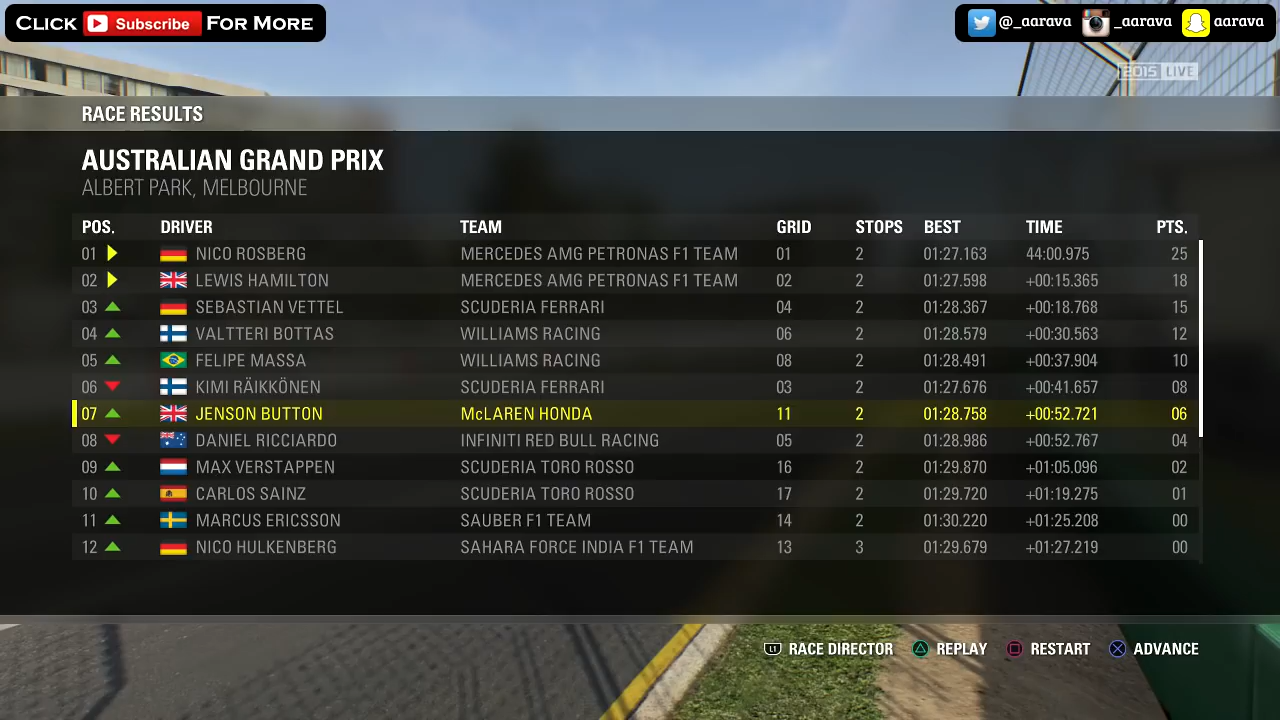 Click Subscribe For More
@_aarava _aarava aarava
2015 LIVE
RACE RESULTS
AUSTRALIAN GRAND PRIX
ALBERT PARK, MELBOURNE
POS. DRIVER TEAM GRID STOPS BEST TIME PTS.
01 NICO ROSBERG MERCEDES AMG PETRONAS F1 TEAM 01 2 01:27.163 44:00.975 25
02 LEWIS HAMILTON MERCEDES AMG PETRONAS F1 TEAM 02 2 01:27.598 +00:15.365 18
03 SEBASTIAN VETTEL SCUDERIA FERRARI 04 2 01:28.367 +00:18.768 15
04 VALTTERI BOTTAS WILLIAMS RACING 06 2 01:28.579 +00:30.563 12
05 FELIPE MASSA WILLIAMS RACING 08 2 01:28.491 +00:37.904 10
06 KIMI RÄIKKÖNEN SCUDERIA FERRARI 03 2 01:27.676 +00:41.657 08
07 JENSON BUTTON McLAREN HONDA 11 2 01:28.758 +00:52.721 06
08 DANIEL RICCIARDO INFINITI RED BULL RACING 05 2 01:28.986 +00:52.767 04
09 MAX VERSTAPPEN SCUDERIA TORO ROSSO 16 2 01:29.870 +01:05.096 02
10 CARLOS SAINZ SCUDERIA TORO ROSSO 17 2 01:29.720 +01:19.275 01
11 MARCUS ERICSSON SAUBER F1 TEAM 14 2 01:30.220 +01:25.208 00
12 NICO HULKENBERG SAHARA FORCE INDIA F1 TEAM 13 3 01:29.679 +01:27.219 00
L1 RACE DIRECTOR REPLAY RESTART ADVANCE